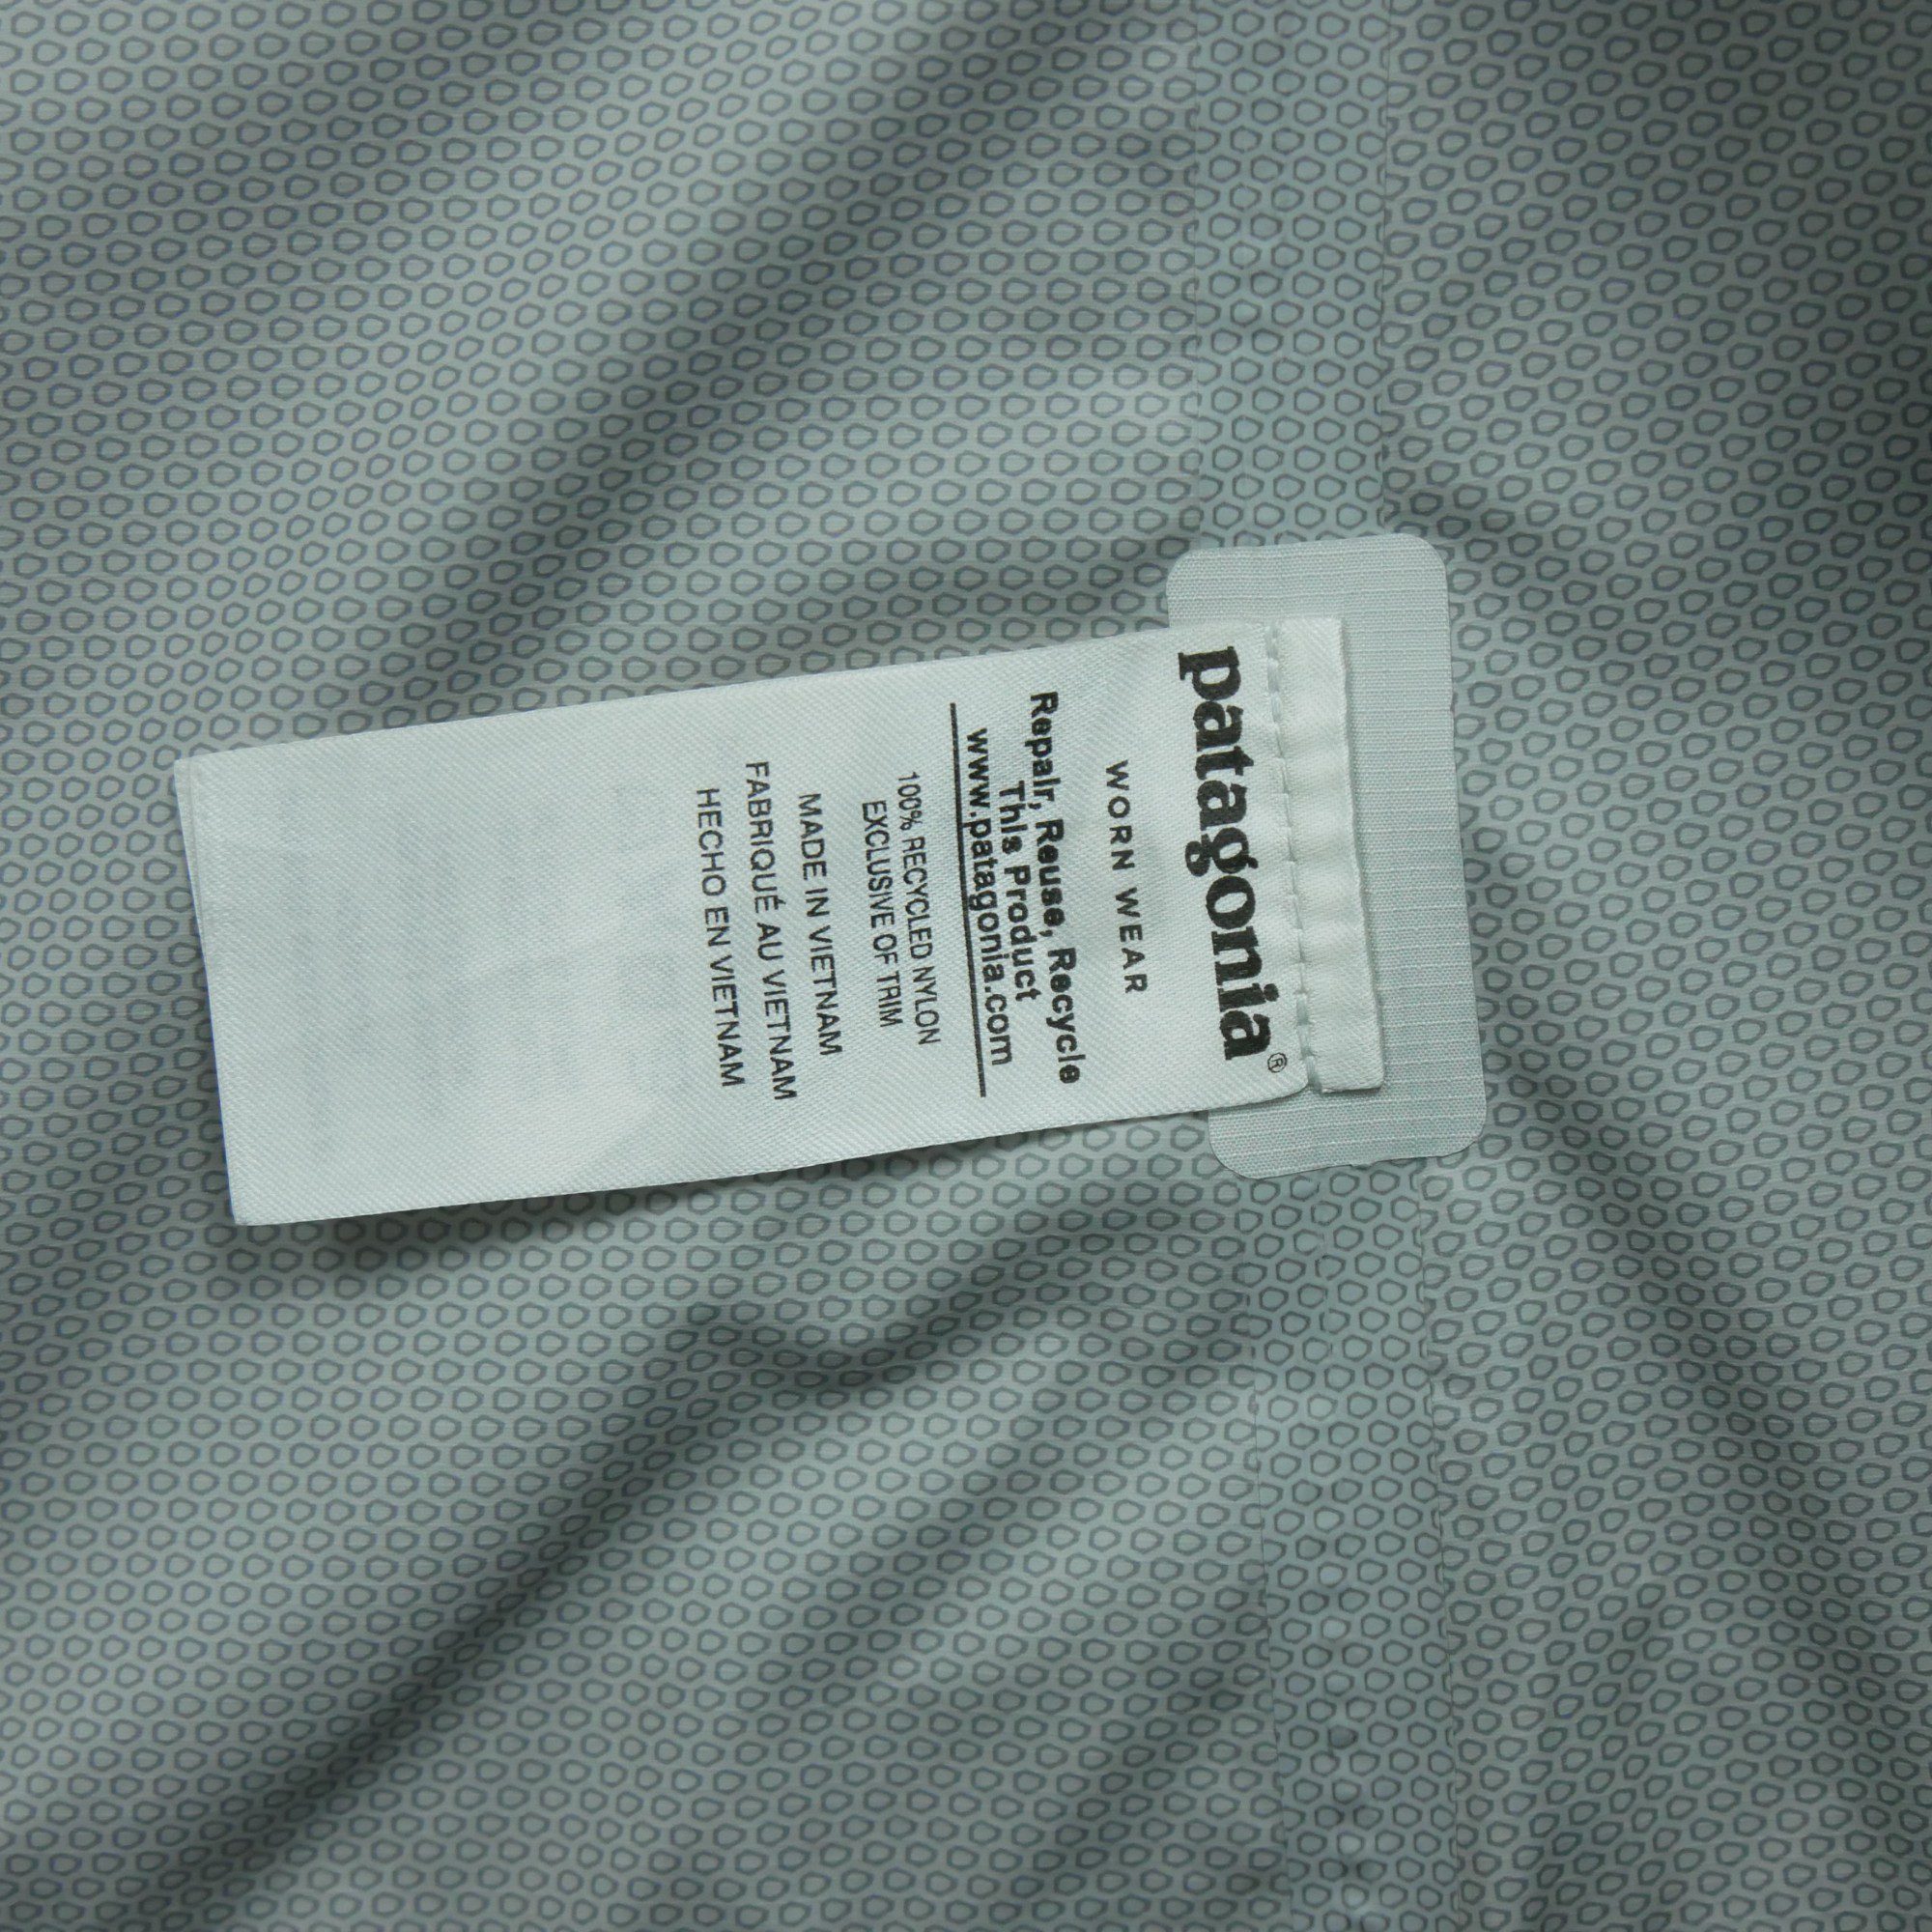 patagonia®
WORN WEAR
Repair, Reuse, Recycle
This Product
www.patagonia.com
100% RECYCLED NYLON
EXCLUSIVE OF TRIM
MADE IN VIETNAM
FABRIQUÉ AU VIETNAM
HECHO EN VIETNAM